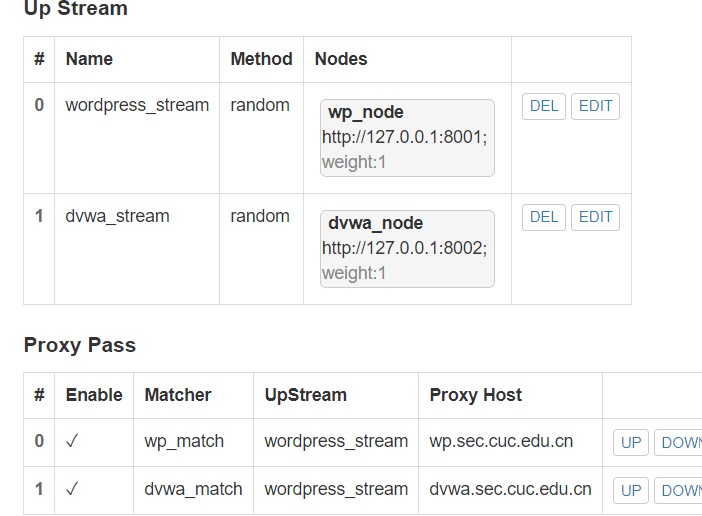 Up Stream
# Name Method Nodes
0 wordpress_stream random wp_node DEL EDIT
http://127.0.0.1:8001;
weight:1
1 dvwa_stream random dvwa_node DEL EDIT
http://127.0.0.1:8002;
weight:1
Proxy Pass
# Enable Matcher UpStream Proxy Host
0 ✓ wp_match wordpress_stream wp.sec.cuc.edu.cn UP DOWN
1 ✓ dvwa_match wordpress_stream dvwa.sec.cuc.edu.cn UP DOWN